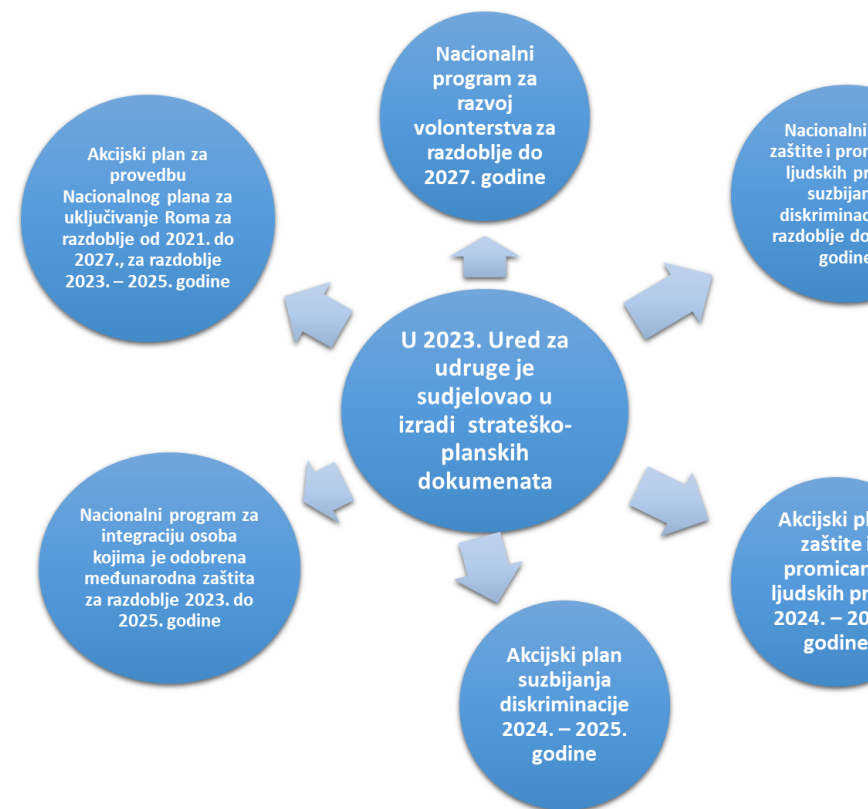 Nacionalni
program za
razvoj
volonterstva za
razdoblje do
2027. godine
Akcijski plan za
provedbu
Nacionalnog plana za
uključivanje Roma za
razdoblje od 2021. do
2027., za razdoblje
2023. – 2025. godine
Nacionalni
zaštite i
ljudskih
razdoblje
U 2023. Ured za
udruge je
sudjelovao u
izradi strateško-
planskih
dokumenata
Nacionalni program za
integraciju osoba
kojima je odobrena
međunarodna zaštita
za razdoblje 2023. do
2025. godine
Akcijski
zaštite i
ljudskih
2024. –
godine
Akcijski plan
suzbijanja
diskriminacije
2024. – 2025.
godine